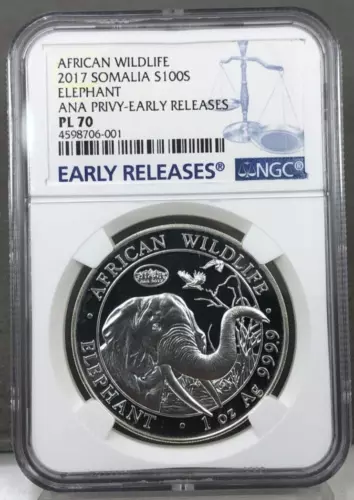 AFRICAN WILDLIFE
2017 SOMALIA S100S
ELEPHANT
ANA PRIVY-EARLY RELEASES
PL 70
4598706-001
EARLY RELEASES®
NGC®
AFRICAN WILDLIFE
ELEPHANT
1 oz Ag 9999